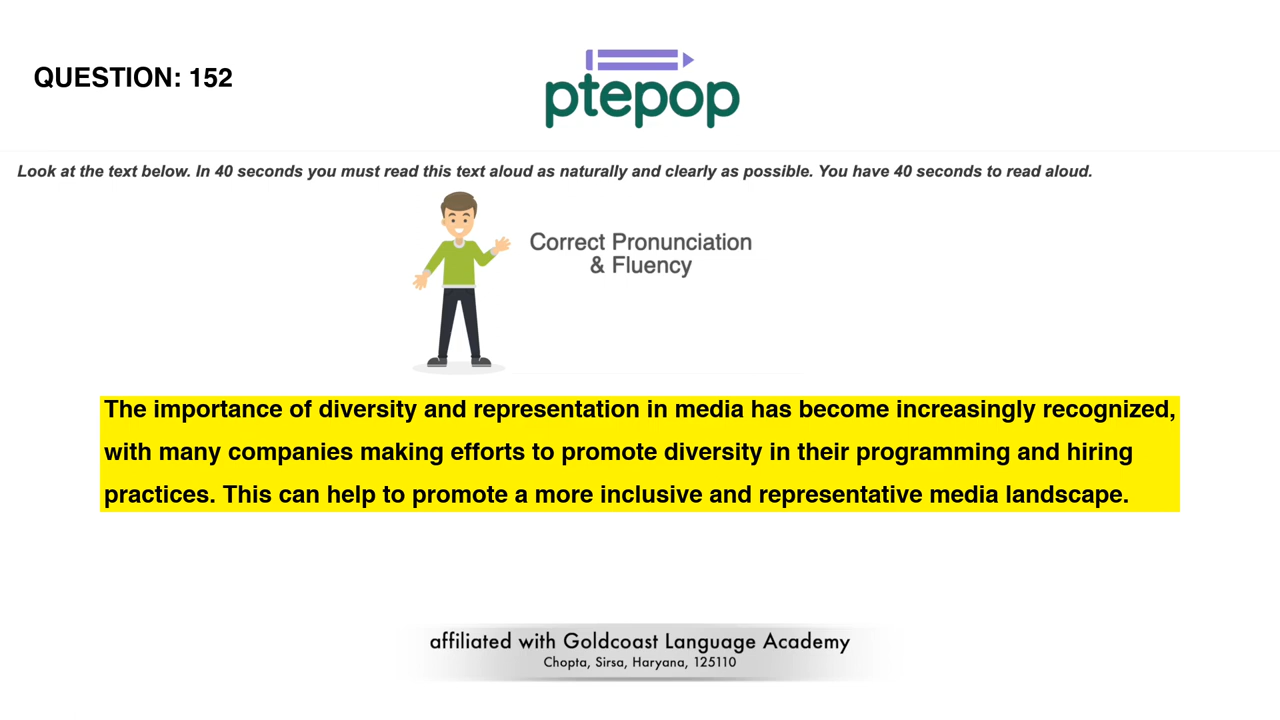 QUESTION: 152
ptepop
Look at the text below. In 40 seconds you must read this text aloud as naturally and clearly as possible. You have 40 seconds to read aloud.
Correct Pronunciation
& Fluency
The importance of diversity and representation in media has become increasingly recognized,
with many companies making efforts to promote diversity in their programming and hiring
practices. This can help to promote a more inclusive and representative media landscape.
affiliated with Goldcoast Language Academy
Chopta, Sirsa, Haryana, 125110